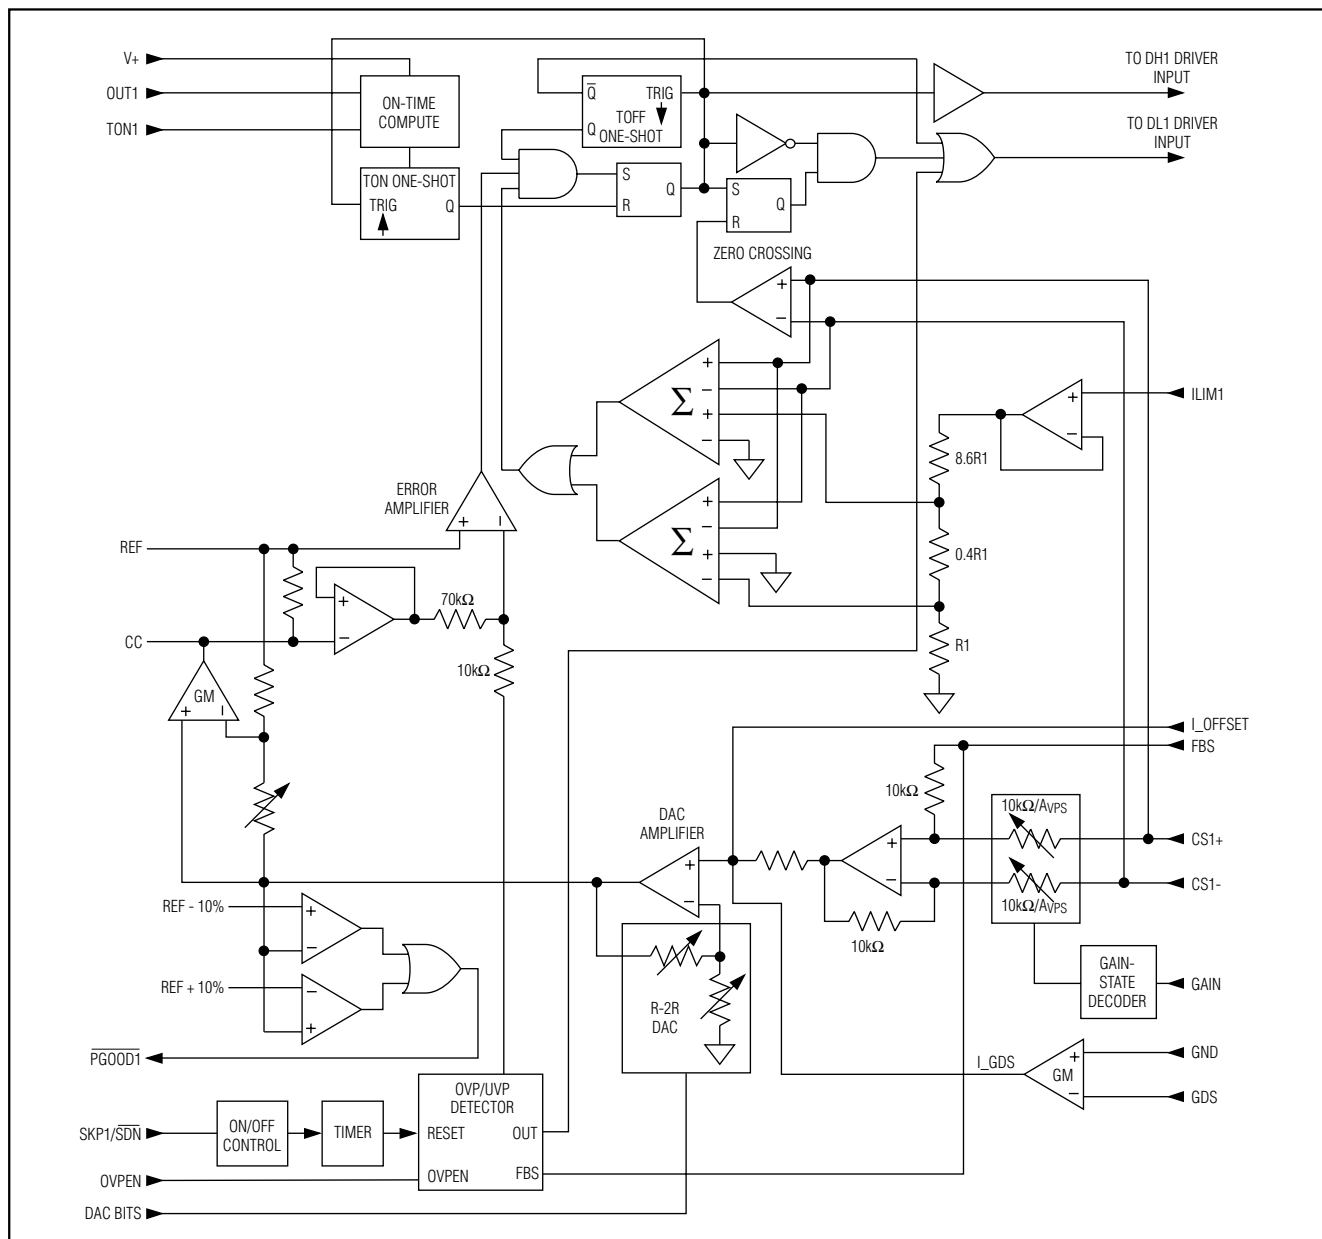 V+
OUT1
TON1
ON-TIME
COMPUTE
TON ONE-SHOT
TRIG
Q
Q̅
TRIG
Q
TOFF
ONE-SHOT
S
R
Q
S
R
Q
TO DH1 DRIVER
INPUT
TO DL1 DRIVER
INPUT
ZERO CROSSING
+
−
+
−
Σ
+
−
+
−
ILIM1
8.6R1
ERROR
AMPLIFIER
+
−
+
−
Σ
+
−
0.4R1
REF
+
−
70kΩ
CC
10kΩ
R1
GM
+
−
I_OFFSET
FBS
10kΩ
10kΩ/AVPS
DAC
AMPLIFIER
+
−
+
−
CS1+
CS1-
10kΩ/AVPS
10kΩ
REF - 10%
+
−
REF + 10%
−
+
R-2R
DAC
GAIN-
STATE
DECODER
GAIN
P̅G̅O̅O̅D̅1̅
I_GDS
GM
+
−
GND
GDS
OVP/UVP
DETECTOR
RESET
OUT
OVPEN
FBS
SKP1/S̅D̅N̅
ON/OFF
CONTROL
TIMER
OVPEN
DAC BITS